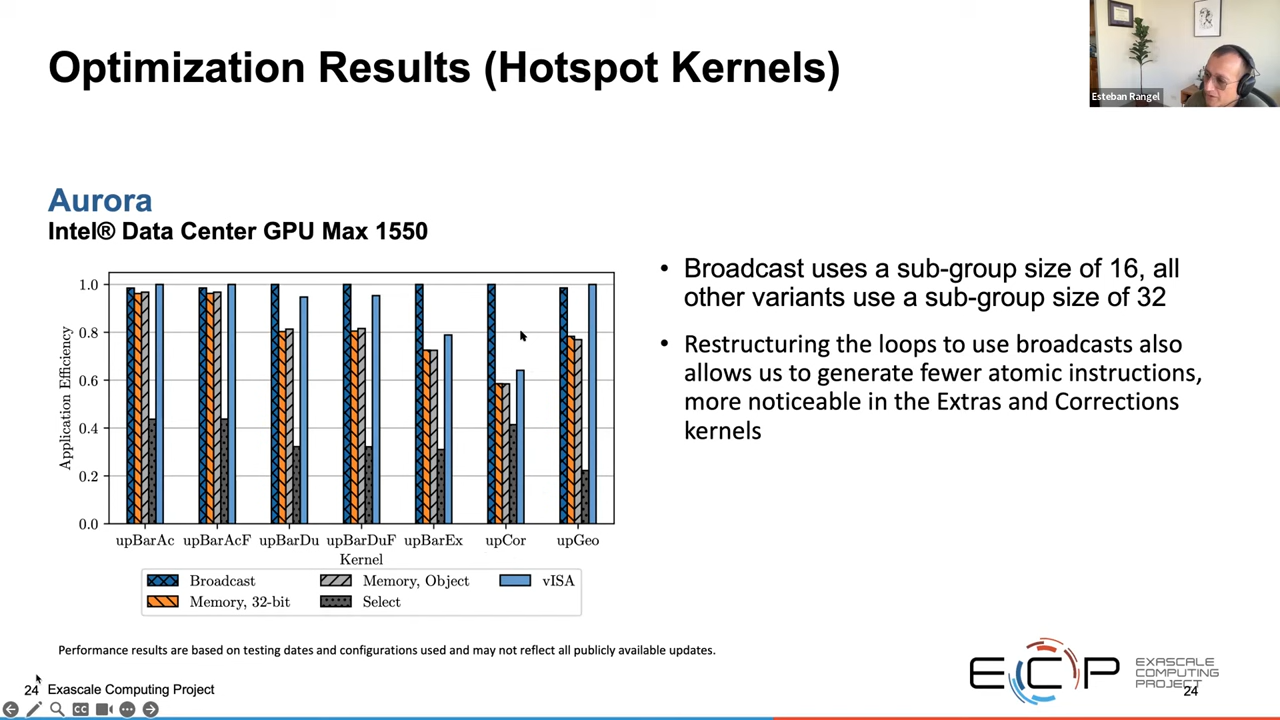 Optimization Results (Hotspot Kernels)
Esteban Rangel
Aurora
Intel® Data Center GPU Max 1550
1.0
0.8
0.6
0.4
0.2
0.0
Application Efficiency
upBarAc upBarAcF upBarDu upBarDuF upBarEx upCor upGeo
Kernel
Broadcast
Memory, 32-bit
Memory, Object
Select
vISA
• Broadcast uses a sub-group size of 16, all
other variants use a sub-group size of 32
• Restructuring the loops to use broadcasts also
allows us to generate fewer atomic instructions,
more noticeable in the Extras and Corrections
kernels
Performance results are based on testing dates and configurations used and may not reflect all publicly available updates.
24 Exascale Computing Project
CC
ECP
EXASCALE
COMPUTING
PROJECT
24